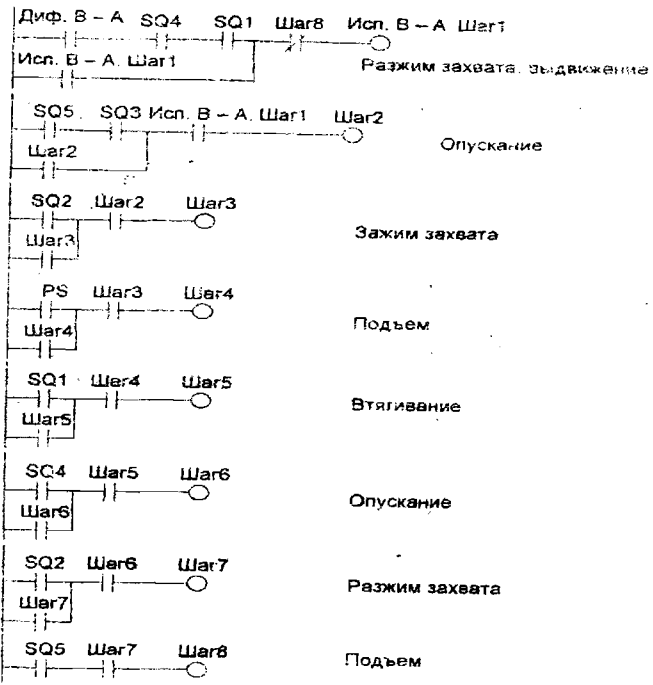 Диф. В – А SQ4 SQ1 Шаг8 Исп. В – А Шаг1
Исп. В – А. Шаг1
Разжим захвата, выдвижение
SQ5 SQ3 Исп. В – А. Шаг1 Шаг2
Шаг2
Опускание
SQ2 Шаг2 Шаг3
Шаг3
Зажим захвата
PS Шаг3 Шаг4
Шаг4
Подъем
SQ1 Шаг4 Шаг5
Шаг5
Втягивание
SQ4 Шаг5 Шаг6
Шаг6
Опускание
SQ2 Шаг6 Шаг7
Шаг7
Разжим захвата
SQ5 Шаг7 Шаг8
Подъем